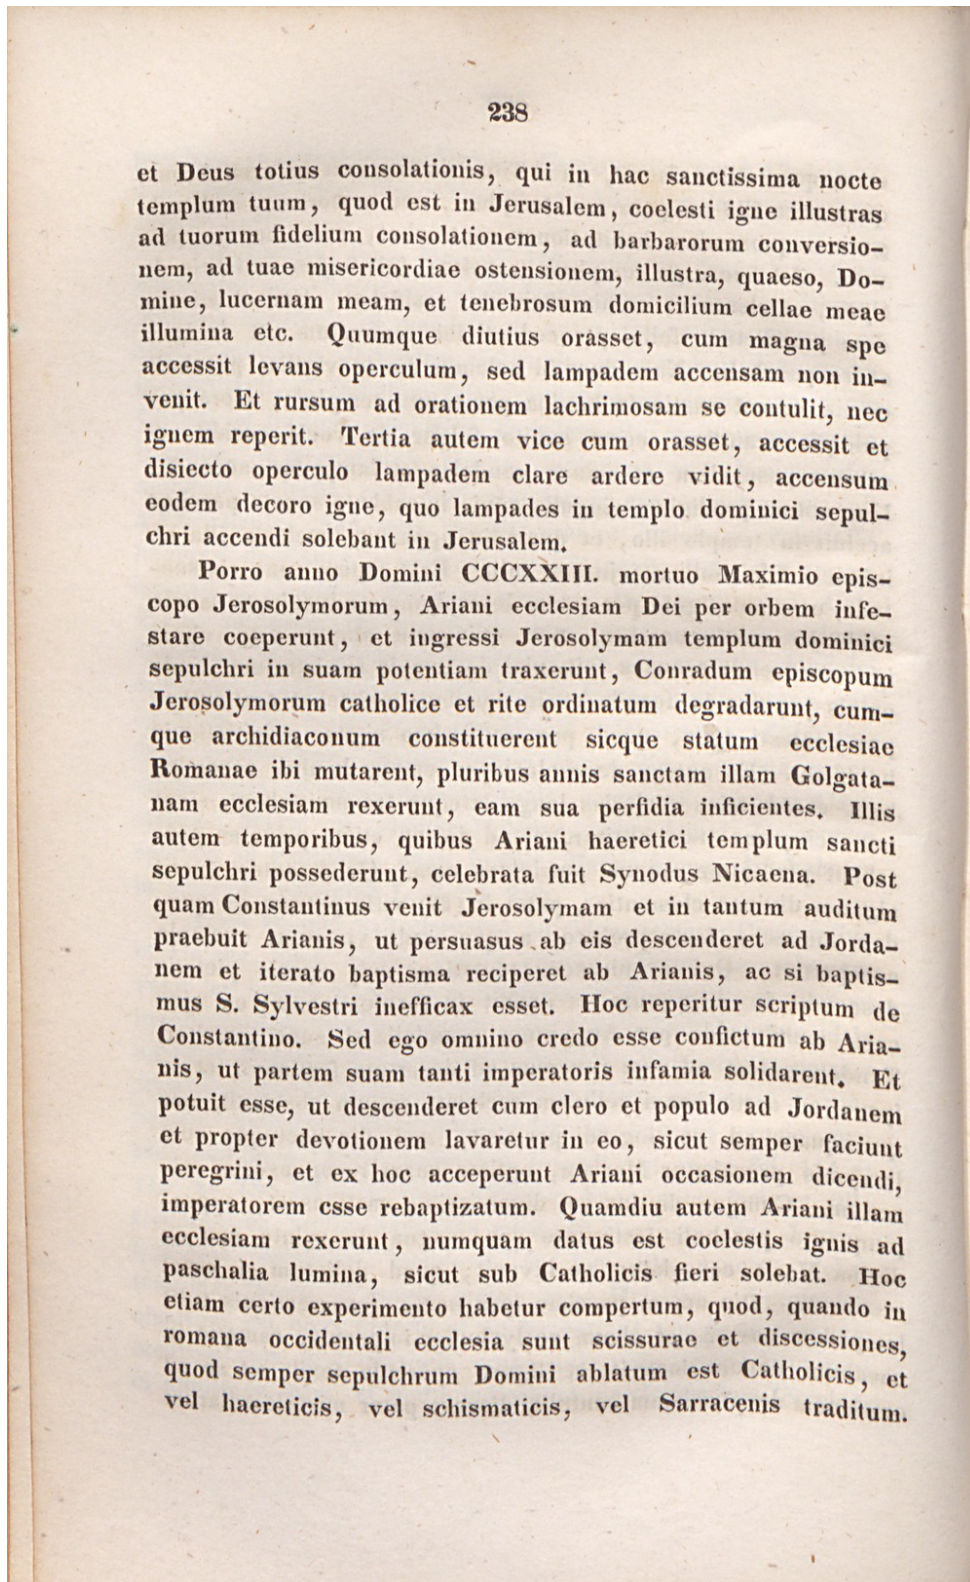 238
et Deus totius consolationis, qui in hac sanctissima nocte
templum tuum, quod est in Jerusalem, coelesti igne illustras
ad tuorum fidelium consolationem, ad barbarorum conversio-
nem, ad tuae misericordiae ostensionem, illustra, quaeso, Do-
mine, lucernam meam, et tenebrosum domicilium cellae meae
illumina etc. Quumque diutius orasset, cum magna spe
accessit levans operculum, sed lampadem accensam non in-
venit. Et rursum ad orationem lachrimosam se contulit, nec
ignem reperit. Tertia autem vice cum orasset, accessit et
disiecto operculo lampadem clare ardere vidit, accensum
eodem decoro igne, quo lampades in templo dominici sepul-
chri accendi solebant in Jerusalem.
Porro anno Domini CCCXXIII. mortuo Maximio epis-
copo Jerosolymorum, Ariani ecclesiam Dei per orbem infe-
stare coeperunt, et ingressi Jerosolymam templum dominici
sepulchri in suam potentiam traxerunt, Conradum episcopum
Jerosolymorum catholice et rite ordinatum degradarunt, cum-
que archidiaconum constituerent sicque statum ecclesiae
Romanae ibi mutarent, pluribus annis sanctam illam Golgata-
nam ecclesiam rexerunt, eam sua perfidia inficientes. Illis
autem temporibus, quibus Ariani haeretici templum sancti
sepulchri possederunt, celebrata fuit Synodus Nicaena. Post
quam Constantinus venit Jerosolymam et in tantum auditum
praebuit Arianis, ut persuasus ab eis descenderet ad Jorda-
nem et iterato baptisma reciperet ab Arianis, ac si baptis-
mus S. Sylvestri inefficax esset. Hoc reperitur scriptum de
Constantino. Sed ego omnino credo esse confictum ab Aria-
nis, ut partem suam tanti imperatoris infamia solidarent. Et
potuit esse, ut descenderet cum clero et populo ad Jordanem
et propter devotionem lavaretur in eo, sicut semper faciunt
peregrini, et ex hoc acceperunt Ariani occasionem dicendi,
imperatorem esse rebaptizatum. Quamdiu autem Ariani illam
ecclesiam rexerunt, numquam datus est coelestis ignis ad
paschalia lumina, sicut sub Catholicis fieri solebat. Hoc
etiam certo experimento habetur compertum, quod, quando in
romana occidentali ecclesia sunt scissurae et discessiones,
quod semper sepulchrum Domini ablatum est Catholicis, et
vel haereticis, vel schismaticis, vel Sarracenis traditum.